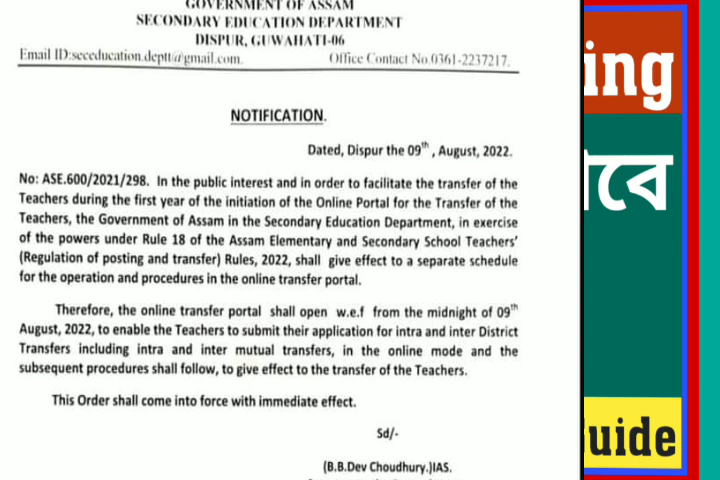 GOVERNMENT OF ASSAM
SECONDARY EDUCATION DEPARTMENT
DISPUR, GUWAHATI-06
Email ID:seceducation.deptt@gmail.com. Office Contact No.0361-2237217.
NOTIFICATION.
Dated, Dispur the 09th, August, 2022.
No: ASE.600/2021/298. In the public interest and in order to facilitate the transfer of the
Teachers during the first year of the initiation of the Online Portal for the Transfer of the
Teachers, the Government of Assam in the Secondary Education Department, in exercise
of the powers under Rule 18 of the Assam Elementary and Secondary School Teachers'
(Regulation of posting and transfer) Rules, 2022, shall give effect to a separate schedule
for the operation and procedures in the online transfer portal.
Therefore, the online transfer portal shall open w.e.f from the midnight of 09th
August, 2022, to enable the Teachers to submit their application for intra and inter District
Transfers including intra and inter mutual transfers, in the online mode and the
subsequent procedures shall follow, to give effect to the transfer of the Teachers.
This Order shall come into force with immediate effect.
Sd/-
(B.B.Dev Choudhury.)IAS.
ing
বে
uide